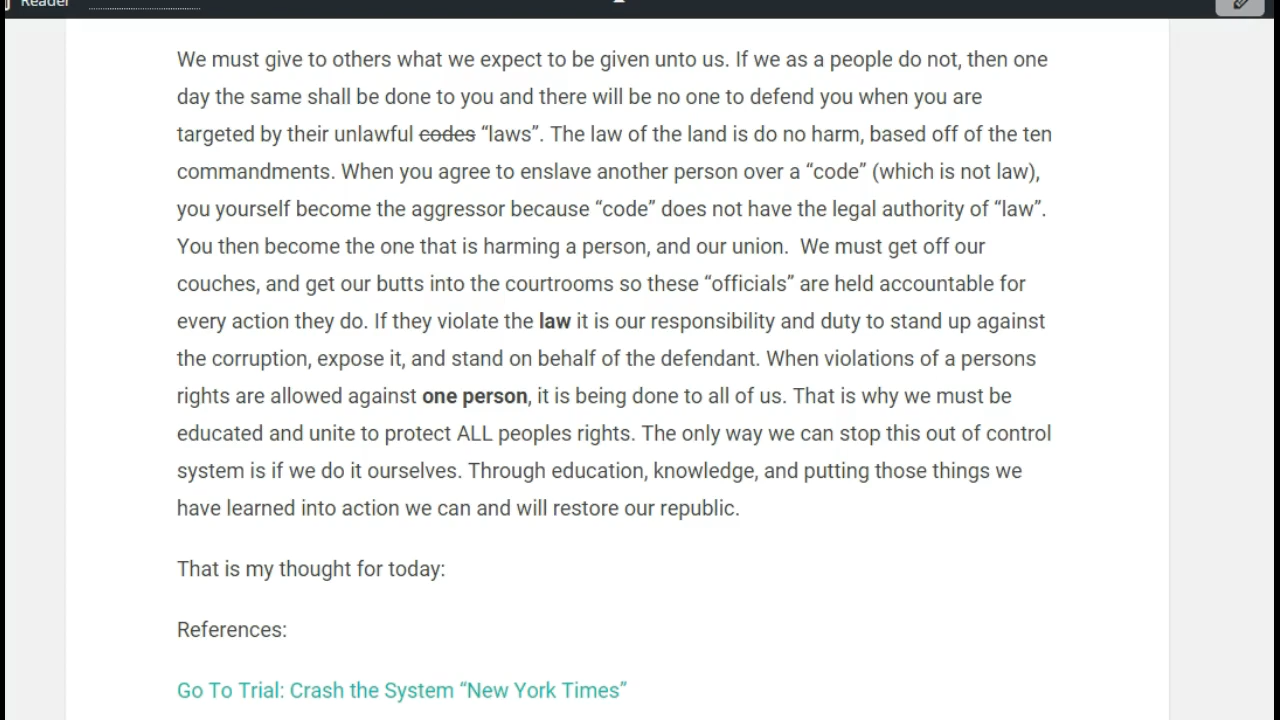 Reader
We must give to others what we expect to be given unto us. If we as a people do not, then one
day the same shall be done to you and there will be no one to defend you when you are
targeted by their unlawful codes “laws”. The law of the land is do no harm, based off of the ten
commandments. When you agree to enslave another person over a “code” (which is not law),
you yourself become the aggressor because “code” does not have the legal authority of “law”.
You then become the one that is harming a person, and our union.  We must get off our
couches, and get our butts into the courtrooms so these “officials” are held accountable for
every action they do. If they violate the law it is our responsibility and duty to stand up against
the corruption, expose it, and stand on behalf of the defendant. When violations of a persons
rights are allowed against one person, it is being done to all of us. That is why we must be
educated and unite to protect ALL peoples rights. The only way we can stop this out of control
system is if we do it ourselves. Through education, knowledge, and putting those things we
have learned into action we can and will restore our republic.
That is my thought for today:
References:
Go To Trial: Crash the System “New York Times”